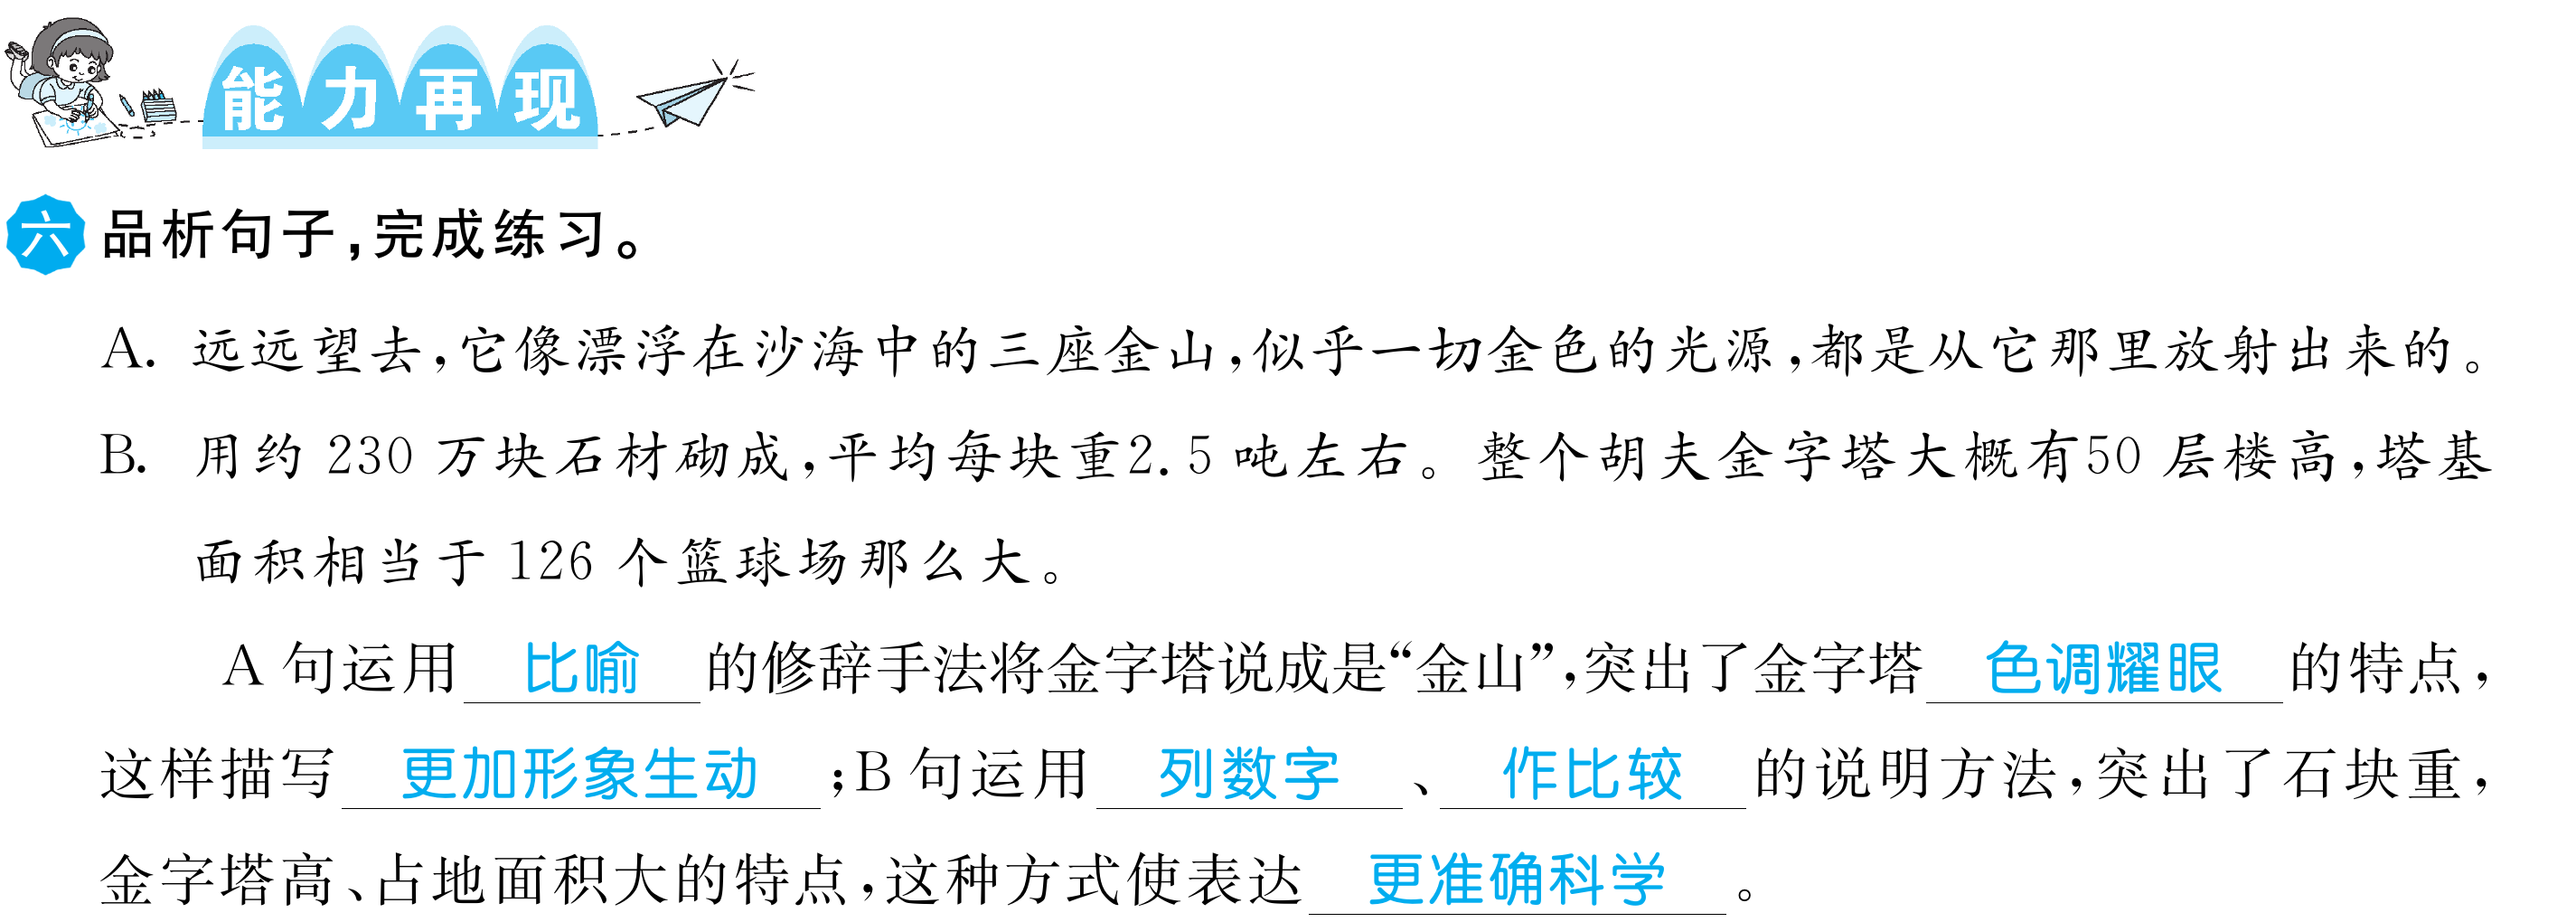 能力再现
六 品析句子,完成练习。
A. 远远望去,它像漂浮在沙海中的三座金山,似乎一切金色的光源,都是从它那里放射出来的。
B. 用约 230 万块石材砌成,平均每块重2.5 吨左右。整个胡夫金字塔大概有50 层楼高,塔基
面积相当于 126 个篮球场那么大。
A 句运用 比喻 的修辞手法将金字塔说成是“金山”,突出了金字塔 色调耀眼 的特点,
这样描写 更加形象生动 ;B 句运用 列数字 、 作比较 的说明方法,突出了石块重,
金字塔高、占地面积大的特点,这种方式使表达 更准确科学 。